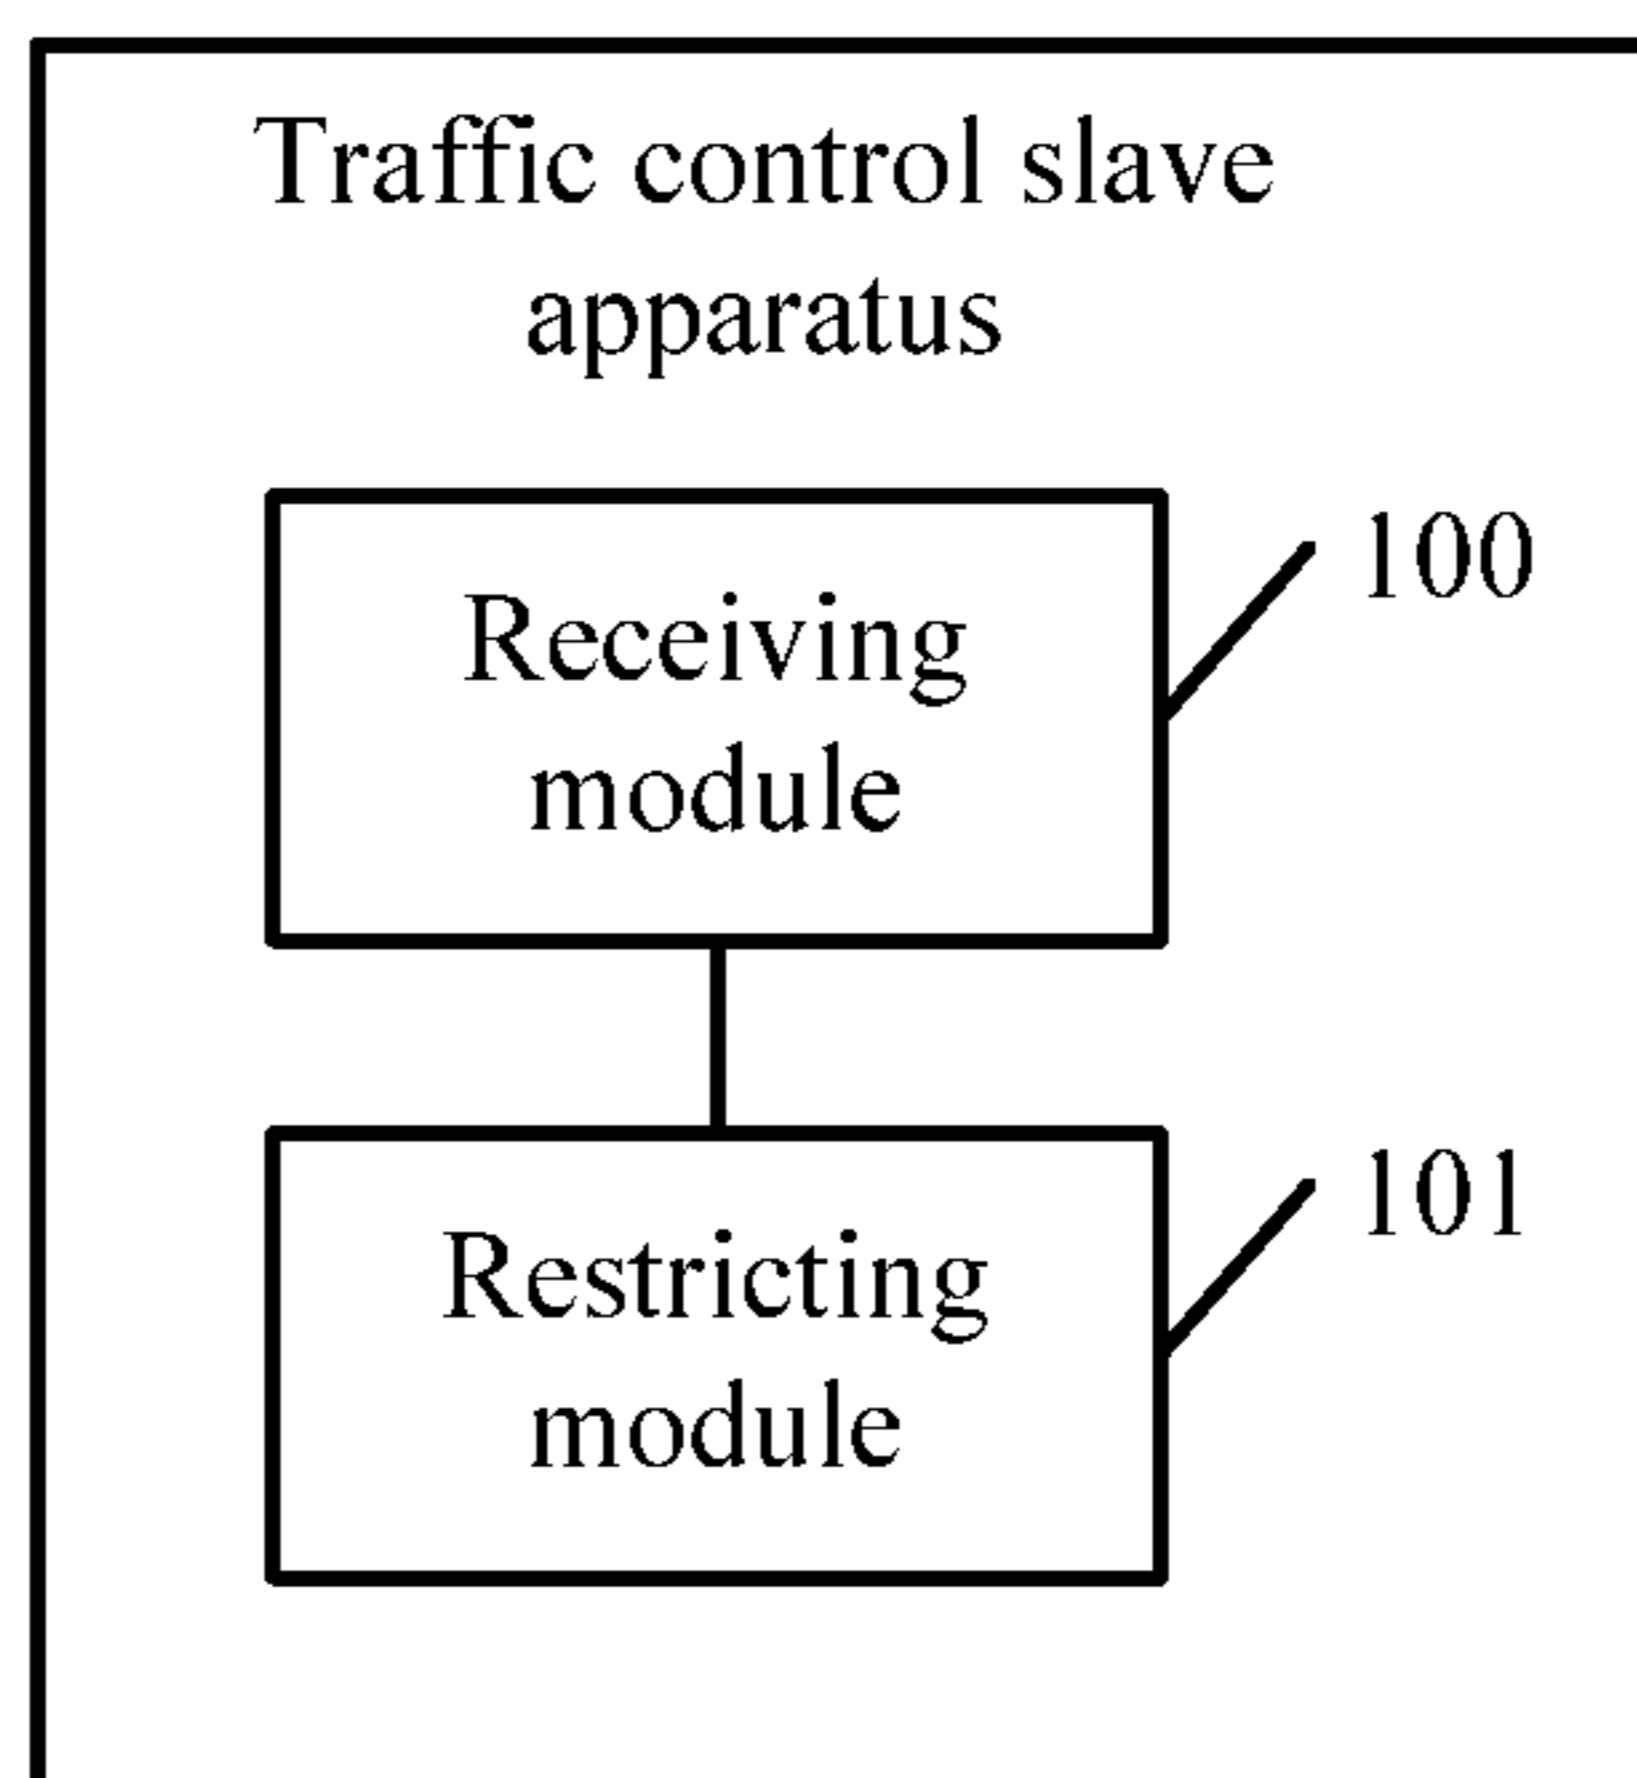 Traffic control slave
apparatus
Receiving
module
100
Restricting
module
101